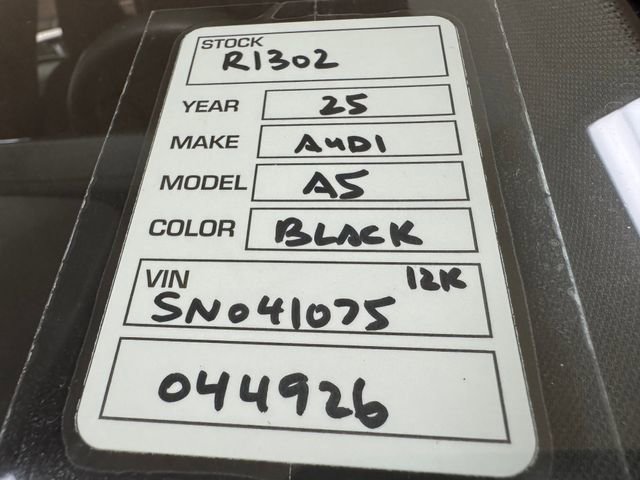 STOCK
R1302
YEAR 25
MAKE AUDI
MODEL A5
COLOR BLACK
VIN 12K
SN041075
044926